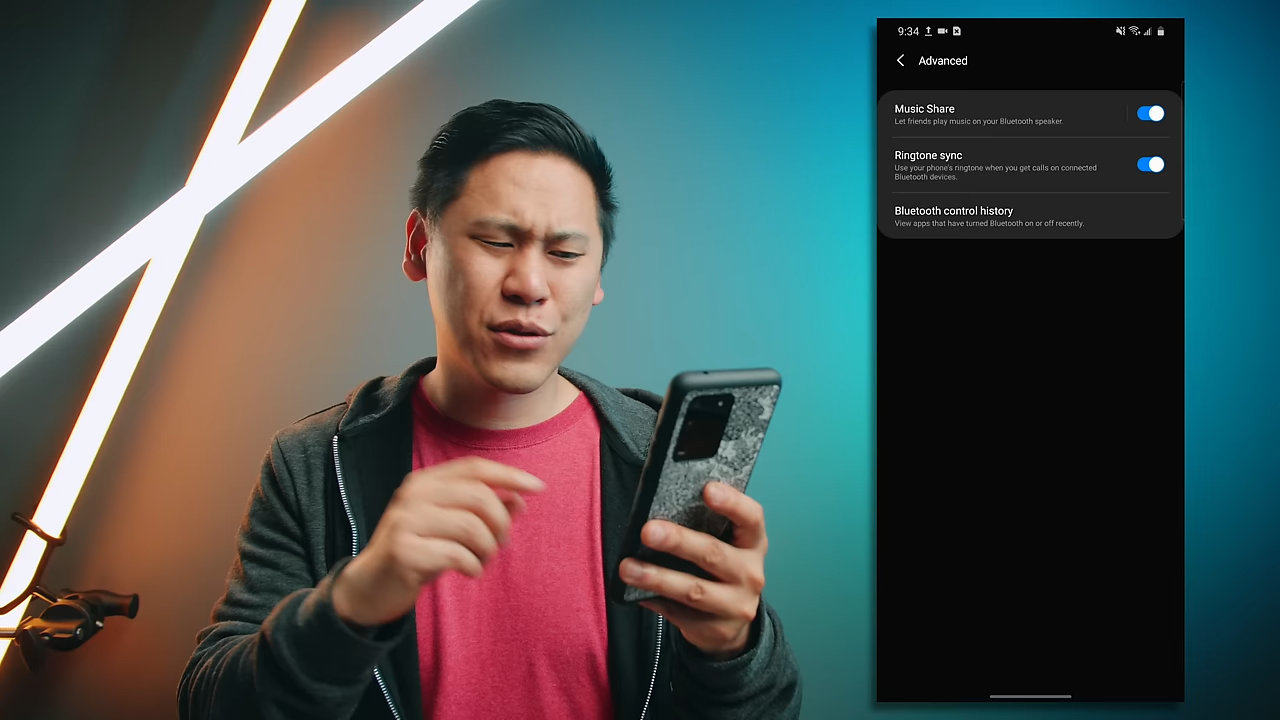 9:34
Advanced
Music Share
Let friends play music on your Bluetooth speaker.
Ringtone sync
Use your phone's ringtone when you get calls on connected
Bluetooth devices.
Bluetooth control history
View apps that have turned Bluetooth on or off recently.